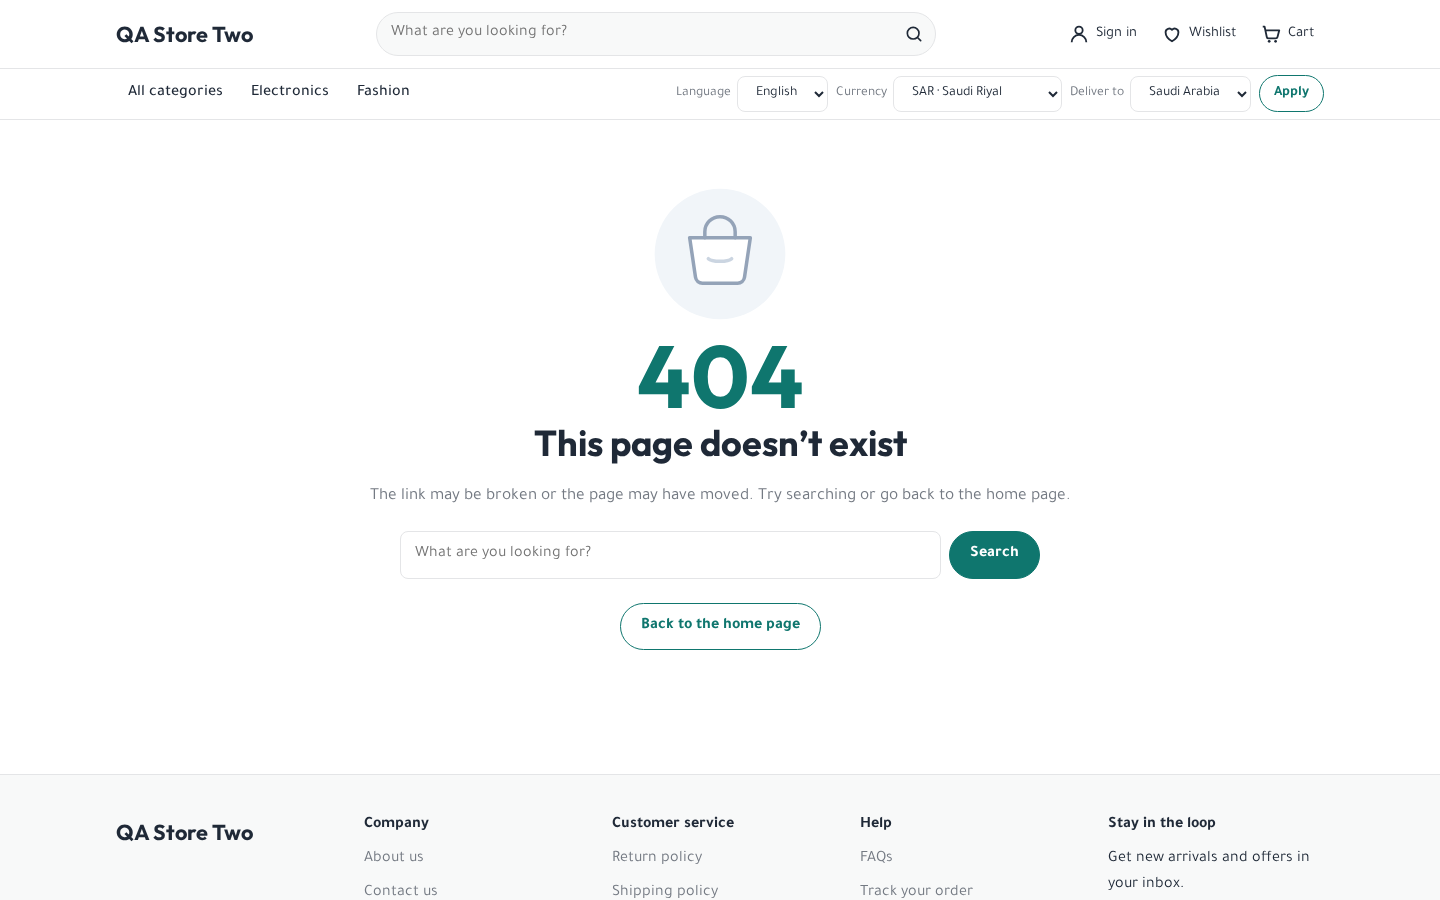 QA Store Two
What are you looking for?
Sign in
Wishlist
Cart
All categories
Electronics
Fashion
Language
English
Currency
SAR · Saudi Riyal
Deliver to
Saudi Arabia
Apply
404
This page doesn’t exist
The link may be broken or the page may have moved. Try searching or go back to the home page.
What are you looking for?
Search
Back to the home page
QA Store Two
Company
About us
Contact us
Customer service
Return policy
Shipping policy
Help
FAQs
Track your order
Stay in the loop
Get new arrivals and offers in
your inbox.